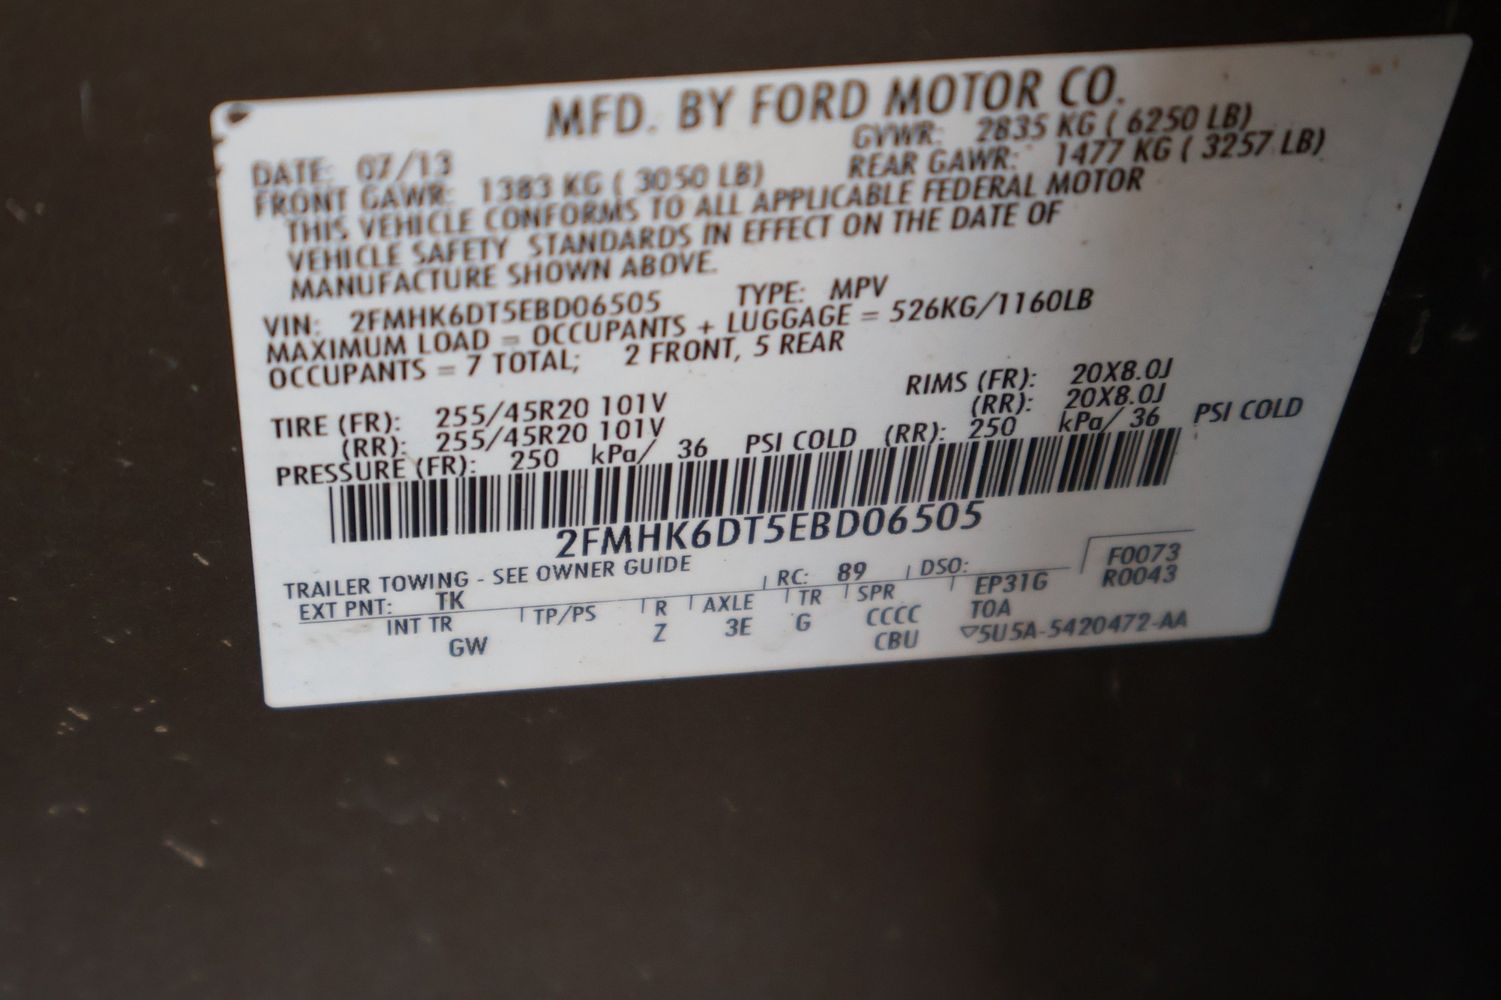 MFD. BY FORD MOTOR CO.
DATE: 07/13 GVWR: 2835 KG ( 6250 LB)
FRONT GAWR: 1383 KG ( 3050 LB) REAR GAWR: 1477 KG ( 3257 LB)
THIS VEHICLE CONFORMS TO ALL APPLICABLE FEDERAL MOTOR
VEHICLE SAFETY STANDARDS IN EFFECT ON THE DATE OF
MANUFACTURE SHOWN ABOVE.
VIN: 2FMHK6DT5EBD06505 TYPE: MPV
MAXIMUM LOAD = OCCUPANTS + LUGGAGE = 526KG/1160LB
OCCUPANTS = 7 TOTAL; 2 FRONT, 5 REAR
TIRE (FR): 255/45R20 101V RIMS (FR): 20X8.0J
(RR): 255/45R20 101V (RR): 20X8.0J
PRESSURE (FR): 250 kPa/ 36 PSI COLD (RR): 250 kPa/ 36 PSI COLD
2FMHK6DT5EBD06505
TRAILER TOWING - SEE OWNER GUIDE
EXT PNT: TK RC: 89 DSO: F0073
INT TR TP/PS R AXLE TR SPR EP31G R0043
GW Z 3E G CCCC T0A
CBU ▽5U5A-5420472-AA